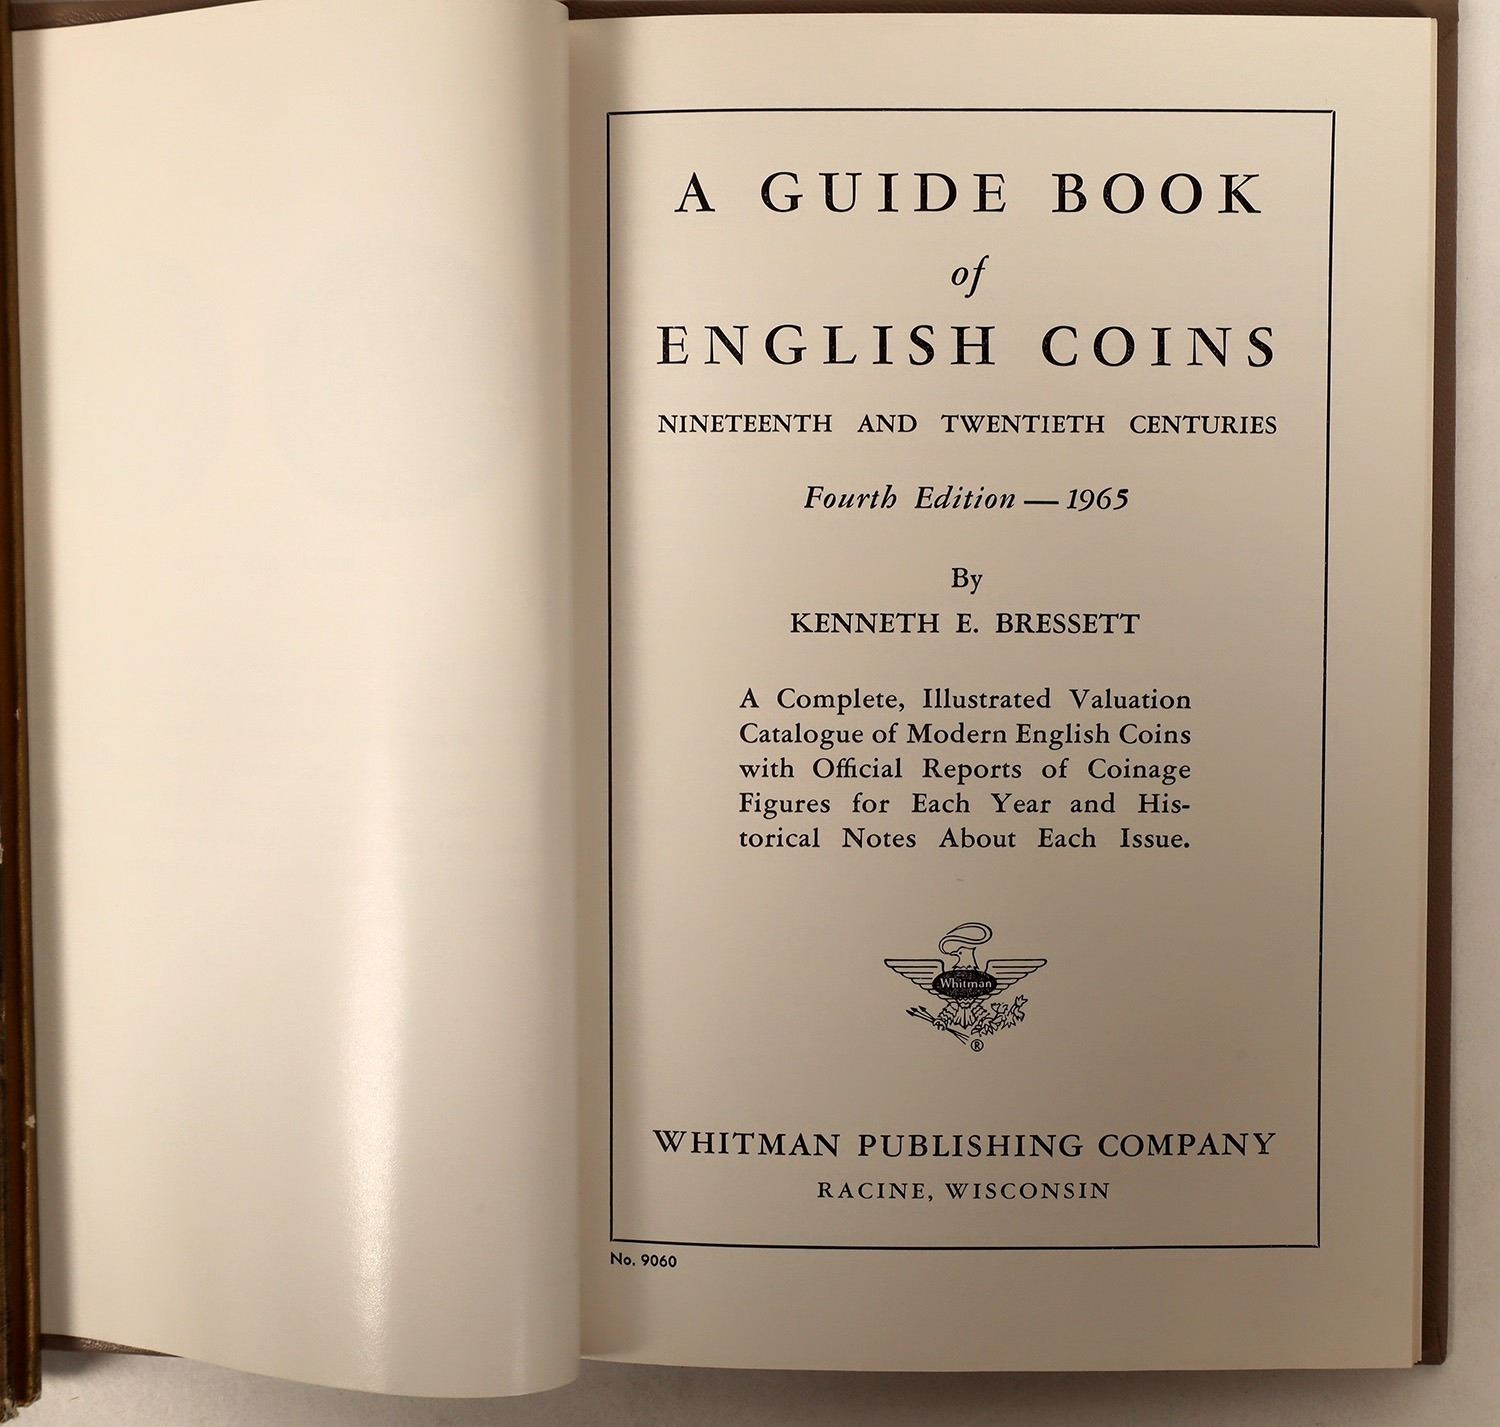 A GUIDE BOOK
of
ENGLISH COINS
NINETEENTH AND TWENTIETH CENTURIES
Fourth Edition — 1965
By
KENNETH E. BRESSETT
A Complete, Illustrated Valuation
Catalogue of Modern English Coins
with Official Reports of Coinage
Figures for Each Year and His-
torical Notes About Each Issue.
Whitman
®
WHITMAN PUBLISHING COMPANY
RACINE, WISCONSIN
No. 9060